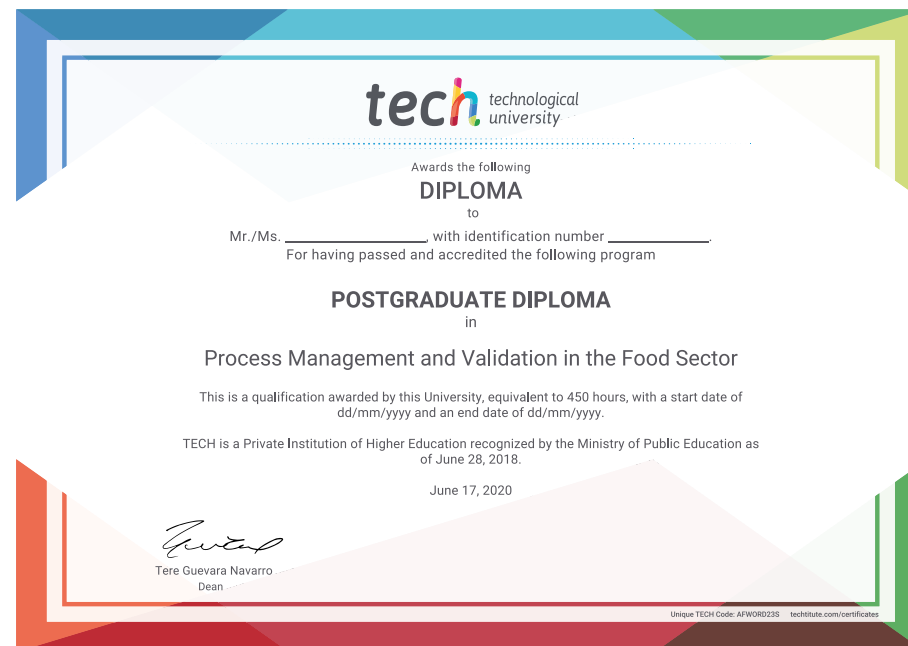 tech technological
university
Awards the following
DIPLOMA
to
Mr./Ms. ____________, with identification number ____________.
For having passed and accredited the following program
POSTGRADUATE DIPLOMA
in
Process Management and Validation in the Food Sector
This is a qualification awarded by this University, equivalent to 450 hours, with a start date of
dd/mm/yyyy and an end date of dd/mm/yyyy.
TECH is a Private Institution of Higher Education recognized by the Ministry of Public Education as
of June 28, 2018.
June 17, 2020
Tere Guevara Navarro
Dean
Unique TECH Code: AFWORD23S techtitute.com/certificates